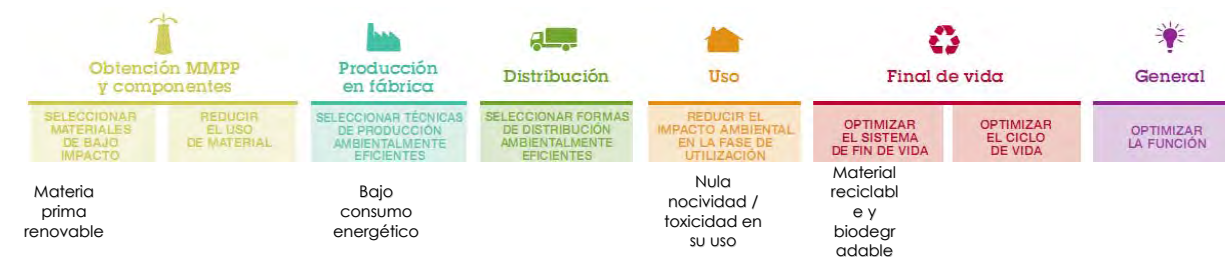 Obtención MMPP
y componentes
Producción
en fábrica
Distribución
Uso
Final de vida
General
SELECCIONAR
MATERIALES
DE BAJO
IMPACTO
REDUCIR
EL USO
DE MATERIAL
SELECCIONAR TÉCNICAS
DE PRODUCCIÓN
AMBIENTALMENTE
EFICIENTES
SELECCIONAR FORMAS
DE DISTRIBUCIÓN
AMBIENTALMENTE
EFICIENTES
REDUCIR EL
IMPACTO AMBIENTAL
EN LA FASE DE
UTILIZACIÓN
OPTIMIZAR
EL SISTEMA
DE FIN DE VIDA
OPTIMIZAR
EL CICLO
DE VIDA
OPTIMIZAR
LA FUNCIÓN
Materia
prima
renovable
Bajo
consumo
energético
Nula
nocividad /
toxicidad en
su uso
Material
reciclabl
e y
biodegr
adable